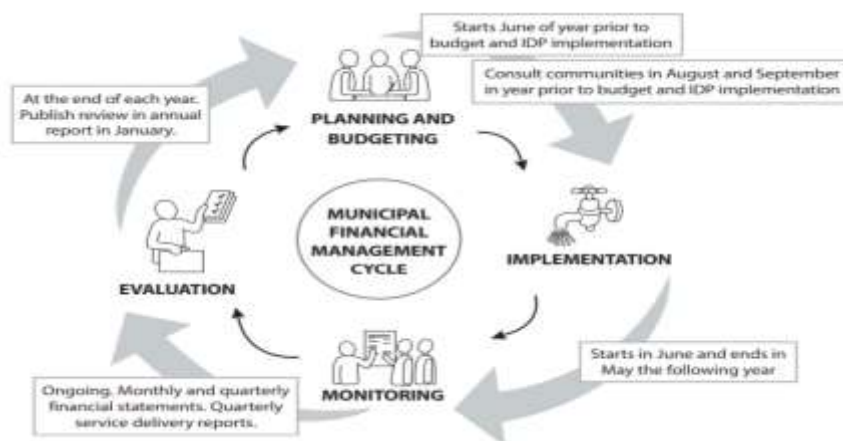 Starts June of year prior to
budget and IDP implementation
Consult communities in August and September
in year prior to budget and IDP implementation
At the end of each year.
Publish review in annual
report in January.
PLANNING AND
BUDGETING
MUNICIPAL
FINANCIAL
MANAGEMENT
CYCLE
IMPLEMENTATION
EVALUATION
Starts in June and ends in
May the following year
MONITORING
Ongoing. Monthly and quarterly
financial statements. Quarterly
service delivery reports.